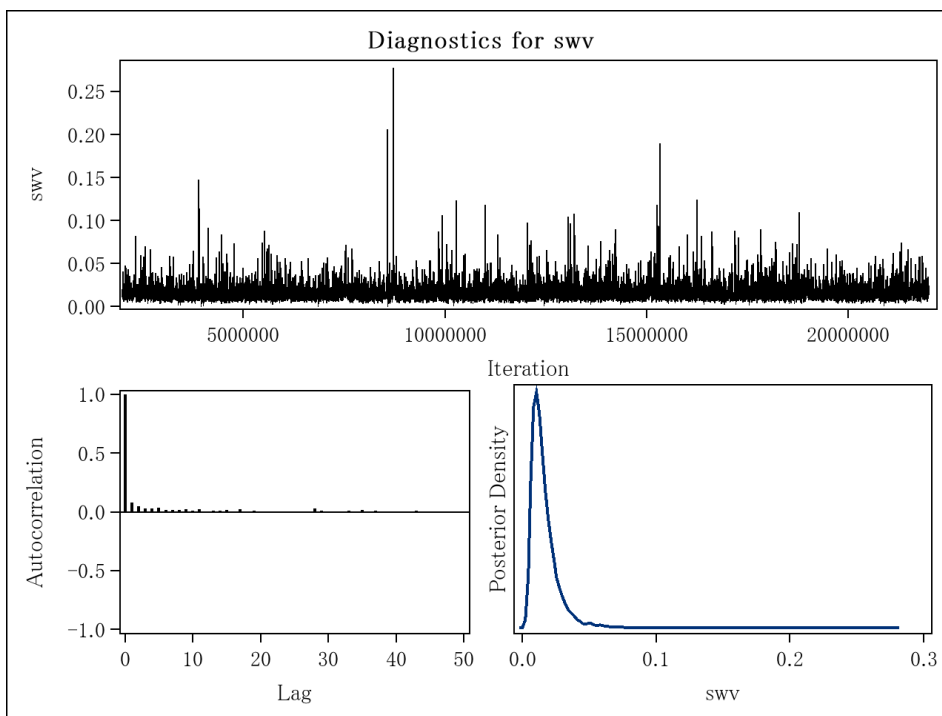 Diagnostics for swv
swv
0.25
0.20
0.15
0.10
0.05
0.00
5000000 10000000 15000000 20000000
Iteration
Autocorrelation
1.0
0.5
0.0
−0.5
−1.0
0 10 20 30 40 50
Lag
Posterior Density
0.0 0.1 0.2 0.3
swv